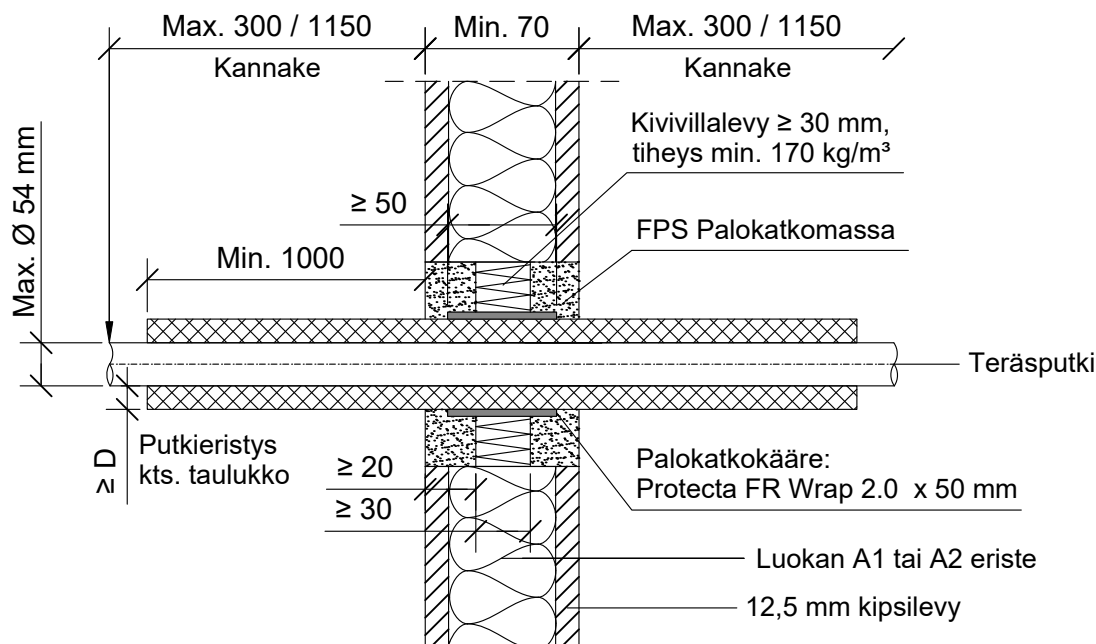 Max. 300 / 1150
Min. 70
Max. 300 / 1150
Kannake
Kannake
Kivivillalevy ≥ 30 mm,
tiheys min. 170 kg/m³
≥ 50
FPS Palokatkomassa
Max. Ø 54 mm
Min. 1000
Teräsputki
≥ D
Putkieristys
kts. taulukko
≥ 20
≥ 30
Palokatkokääre:
Protecta FR Wrap 2.0 x 50 mm
Luokan A1 tai A2 eriste
12,5 mm kipsilevy